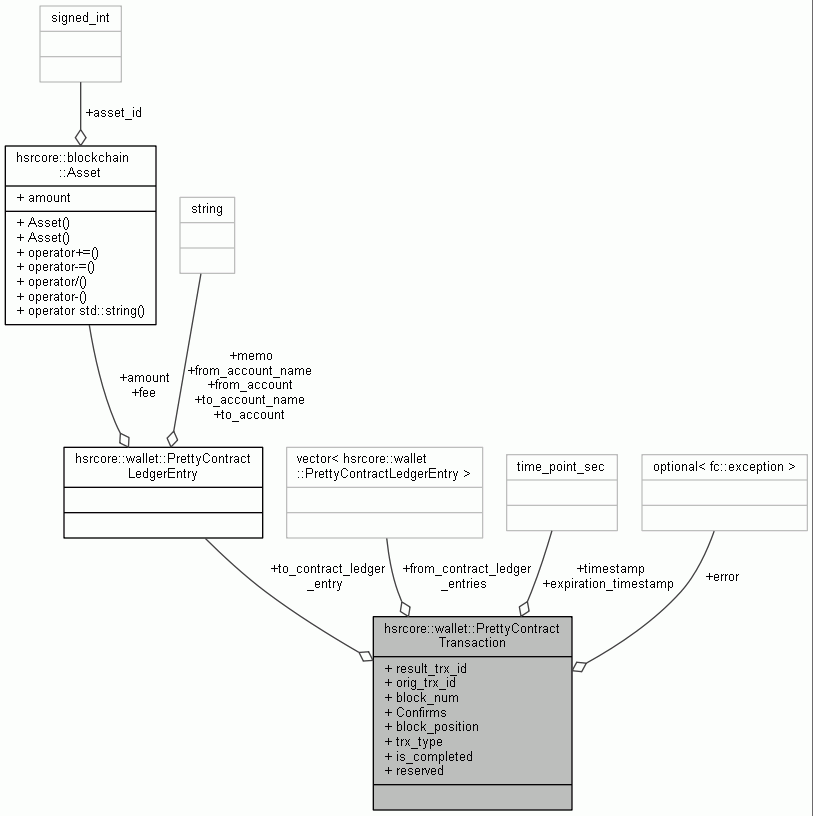 signed_int
+asset_id
hsrcore::blockchain
::Asset
+ amount
+ Asset()
+ Asset()
+ operator+=()
+ operator-=()
+ operator/()
+ operator-()
+ operator std::string()
string
+amount
+fee
+memo
+from_account_name
+from_account
+to_account_name
+to_account
hsrcore::wallet::PrettyContract
LedgerEntry
vector< hsrcore::wallet
::PrettyContractLedgerEntry >
time_point_sec
optional< fc::exception >
+to_contract_ledger
_entry
+from_contract_ledger
_entries
+timestamp
+expiration_timestamp
+error
hsrcore::wallet::PrettyContract
Transaction
+ result_trx_id
+ orig_trx_id
+ block_num
+ Confirms
+ block_position
+ trx_type
+ is_completed
+ reserved